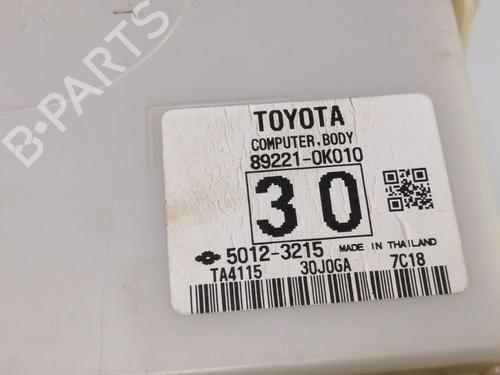 B-PARTS
TOYOTA
COMPUTER, BODY
89221-0K010
30
5012-3215 MADE IN THAILAND
TA4115 30J0GA 7C18